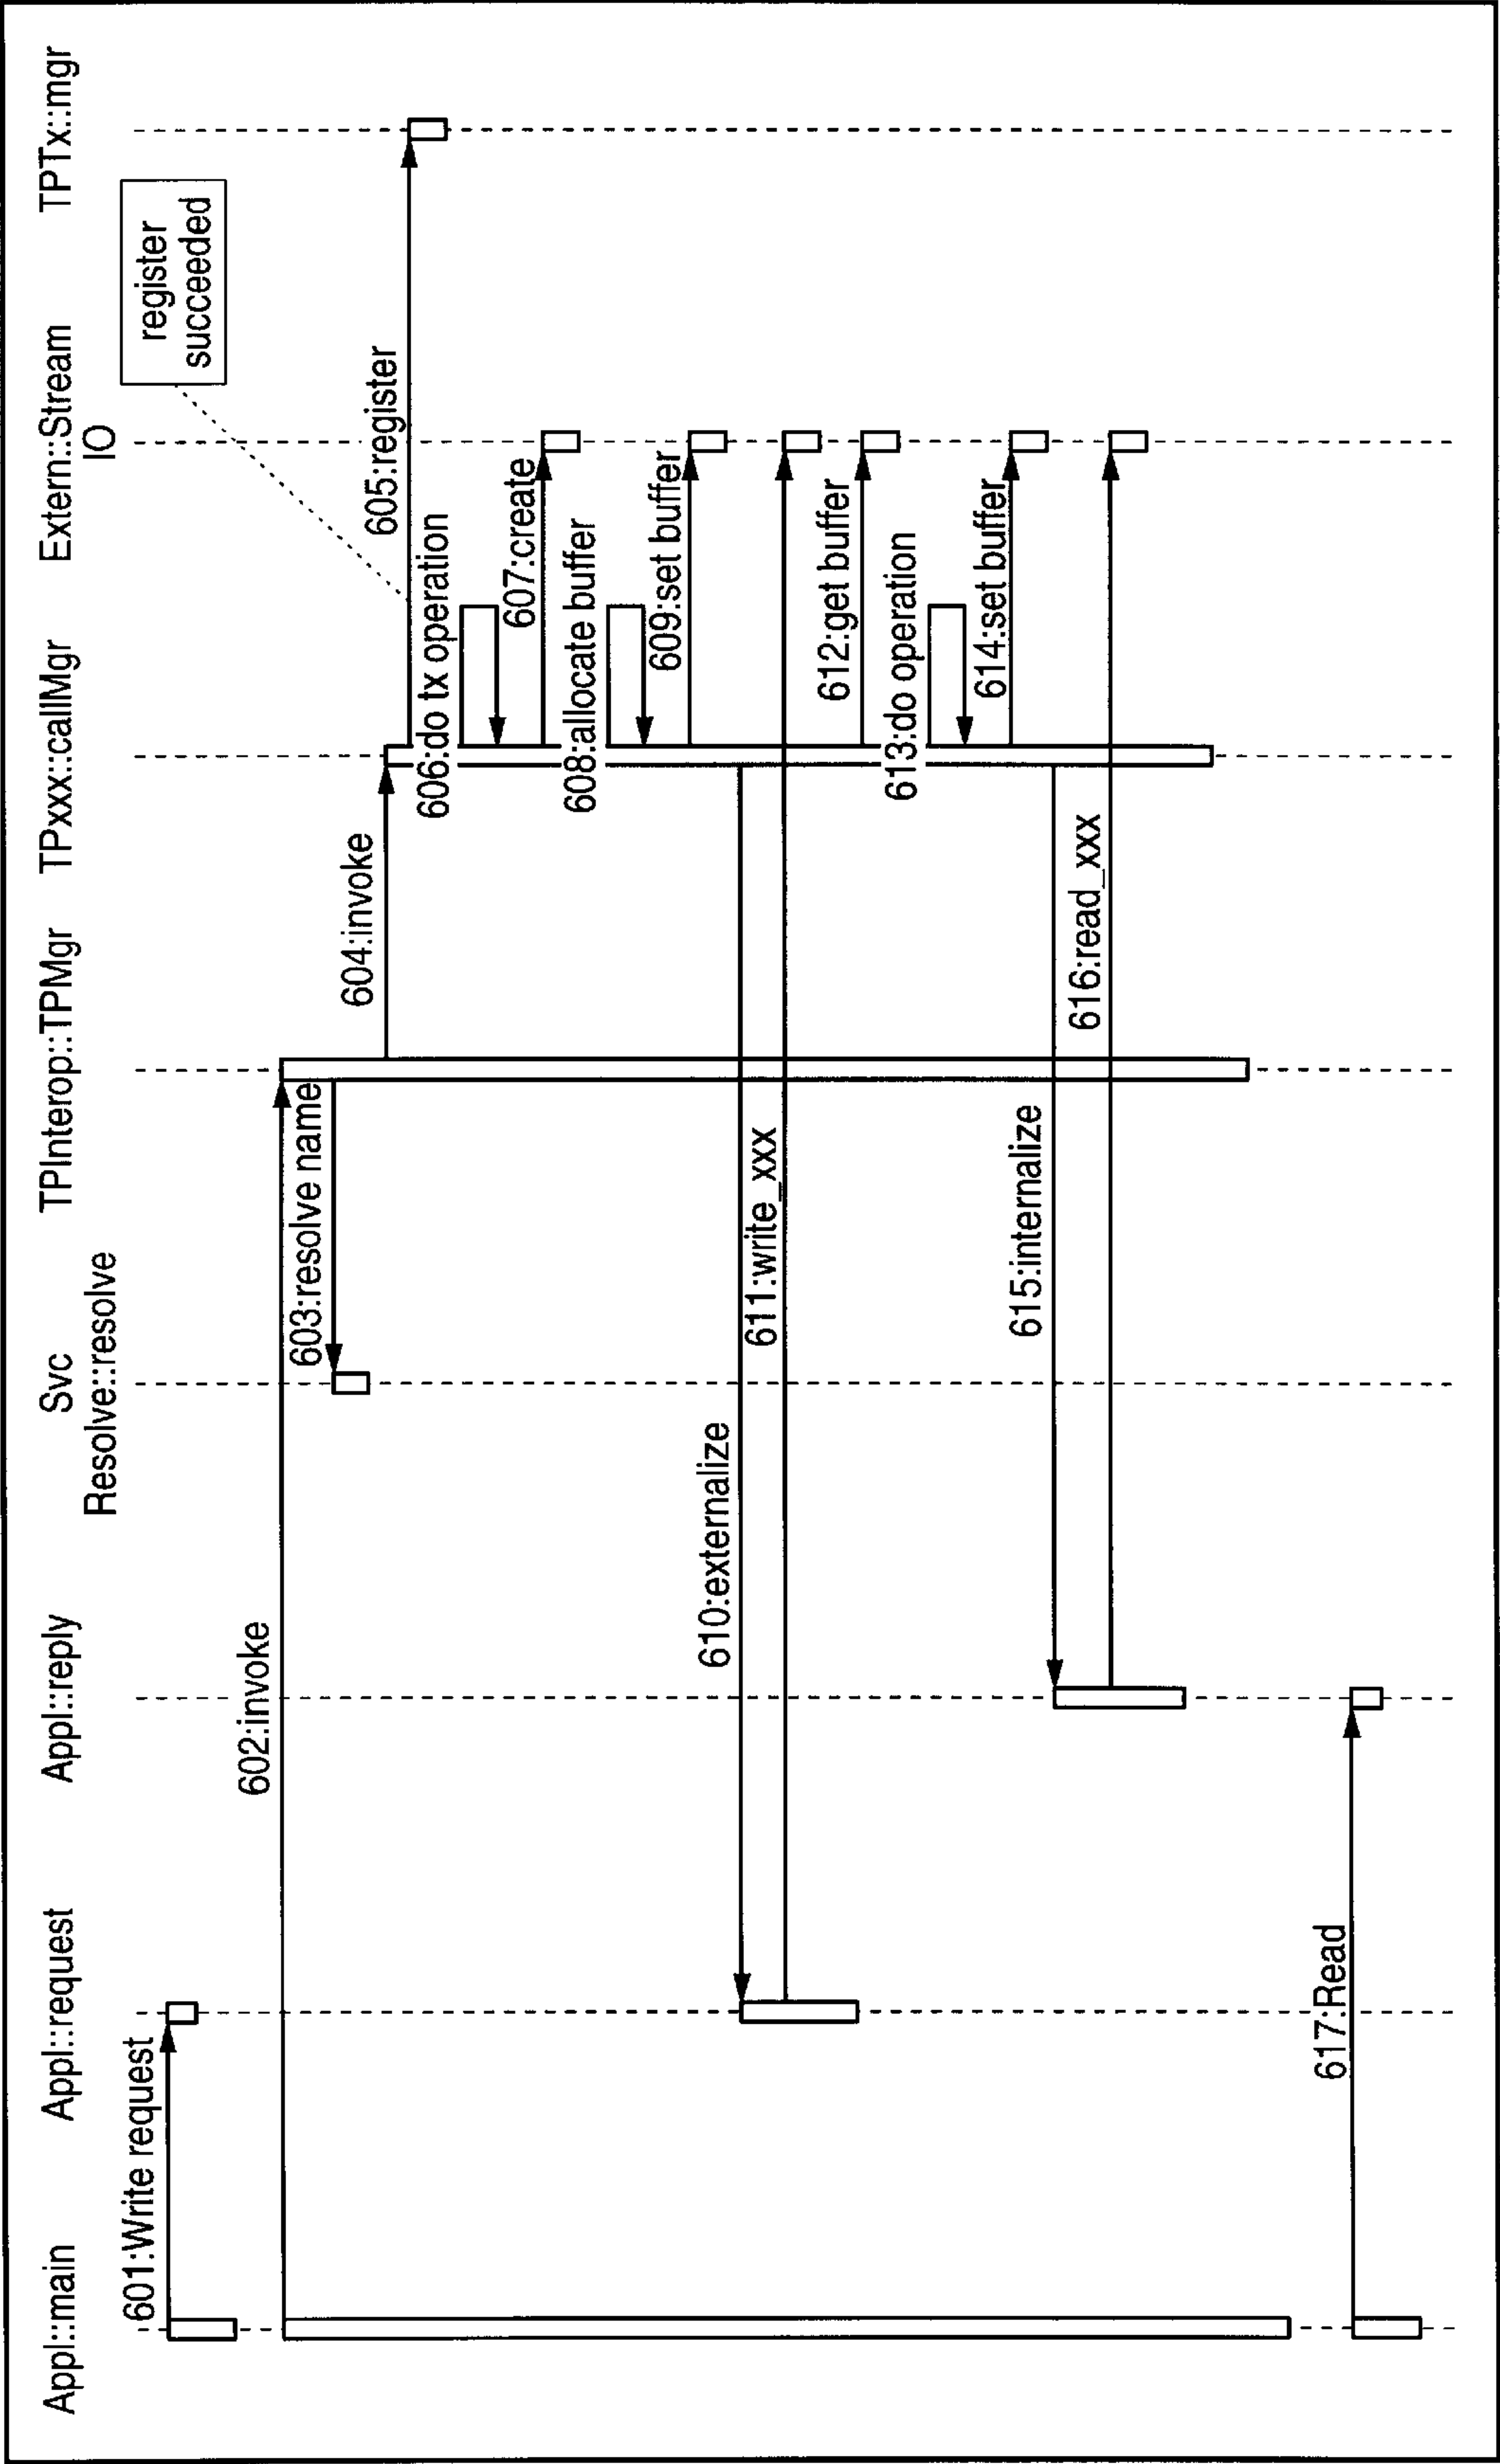 Appl::main
Appl::request
Appl::reply
Svc
Resolve::resolve
TPInterop::TPMgr
TPxxx::callMgr
Extern::Stream
IO
TPTx::mgr
601:Write request
register
succeeded
602:invoke
603:resolve name
604:invoke
605:register
606:do tx operation
607:create
608:allocate buffer
609:set buffer
610:externalize
611:write_xxx
612:get buffer
613:do operation
614:set buffer
615:internalize
616:read_xxx
617:Read